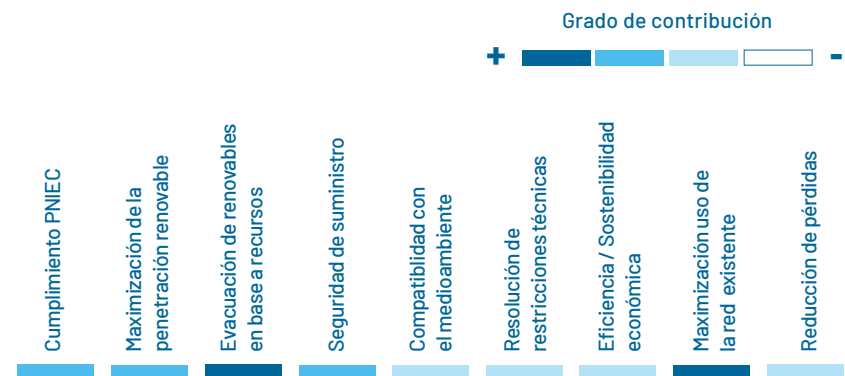 Grado de contribución
+ -
Cumplimiento PNIEC
Maximización de la
penetración renovable
Evacuación de renovables
en base a recursos
Seguridad de suministro
Compatiblidad con
el medioambiente
Resolución de
restricciones técnicas
Eficiencia / Sostenibilidad
económica
Maximización uso de
la red existente
Reducción de pérdidas